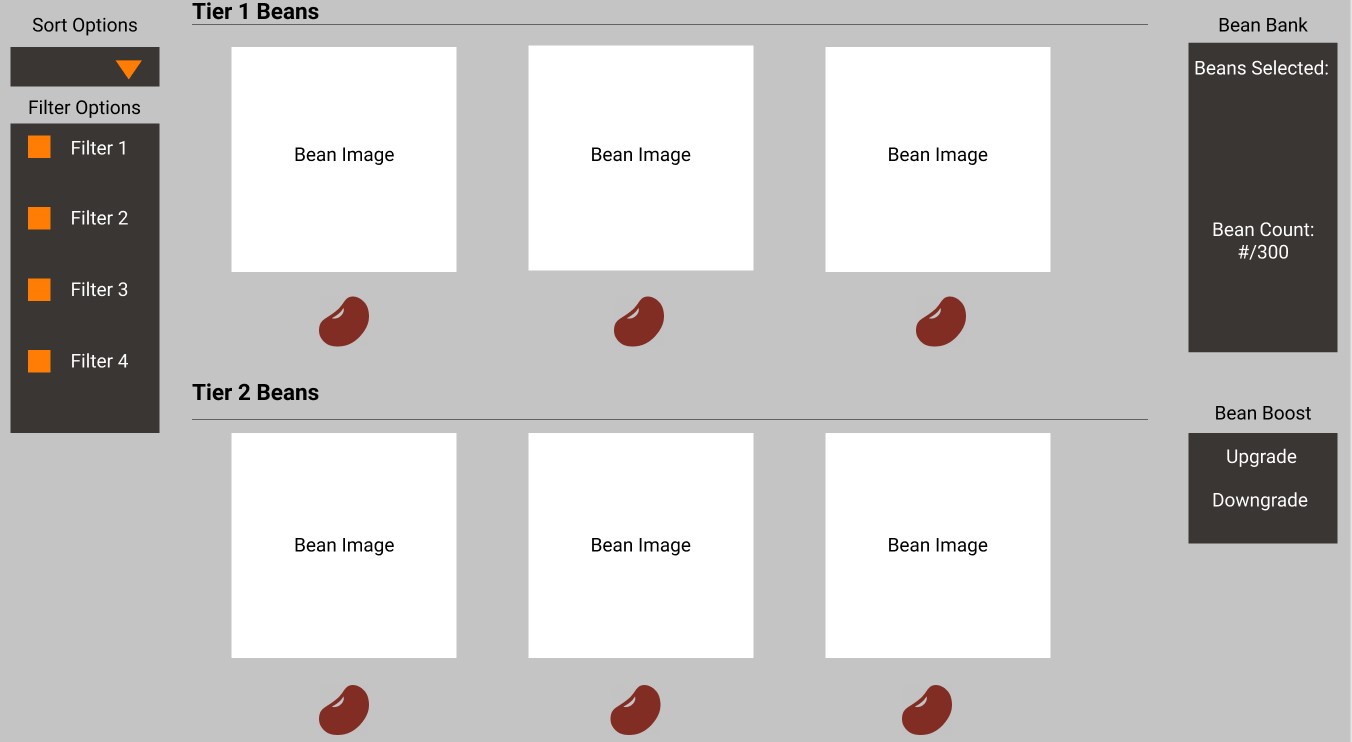 Sort Options
Filter Options
Filter 1
Filter 2
Filter 3
Filter 4
Tier 1 Beans
Bean Image
Bean Image
Bean Image
Tier 2 Beans
Bean Image
Bean Image
Bean Image
Bean Bank
Beans Selected:
Bean Count:
#/300
Bean Boost
Upgrade
Downgrade